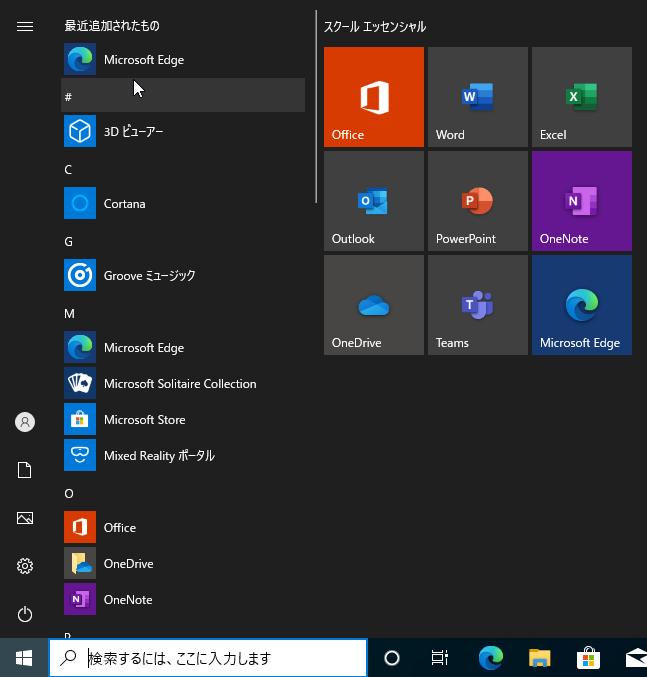 最近追加されたもの
Microsoft Edge
#
3D ビューアー
C
Cortana
G
Groove ミュージック
M
Microsoft Edge
Microsoft Solitaire Collection
Microsoft Store
Mixed Reality ポータル
O
Office
OneDrive
OneNote
スクール エッセンシャル
Office
Word
Excel
Outlook
PowerPoint
OneNote
OneDrive
Teams
Microsoft Edge
検索するには、ここに入力します